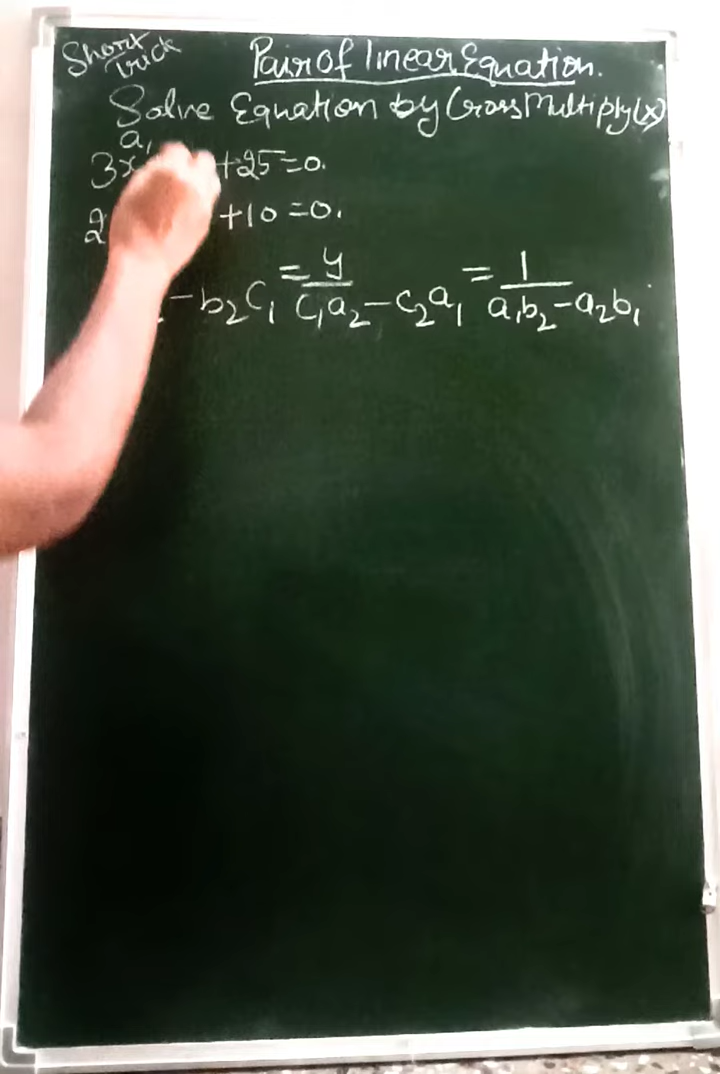 Short Trick
Pair of linear Equation.
Solve Equation by Cross Multiply (x)
a₁
3x +25=0.
2 +10=0.
-b₂c₁ = y/(c₁a₂-c₂a₁) = 1/(a₁b₂-a₂b₁)